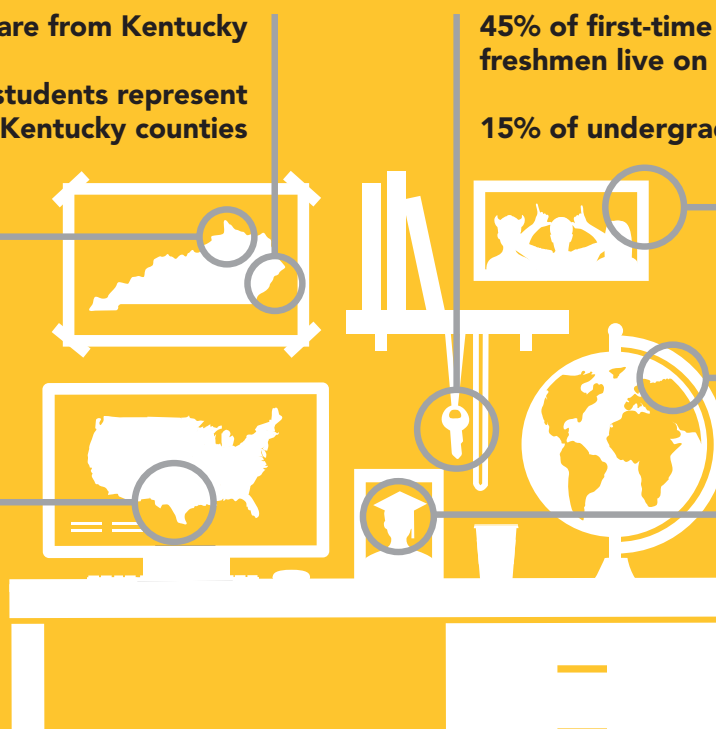 are from Kentucky
students represent
Kentucky counties
45% of first-time
freshmen live on
15% of undergrad